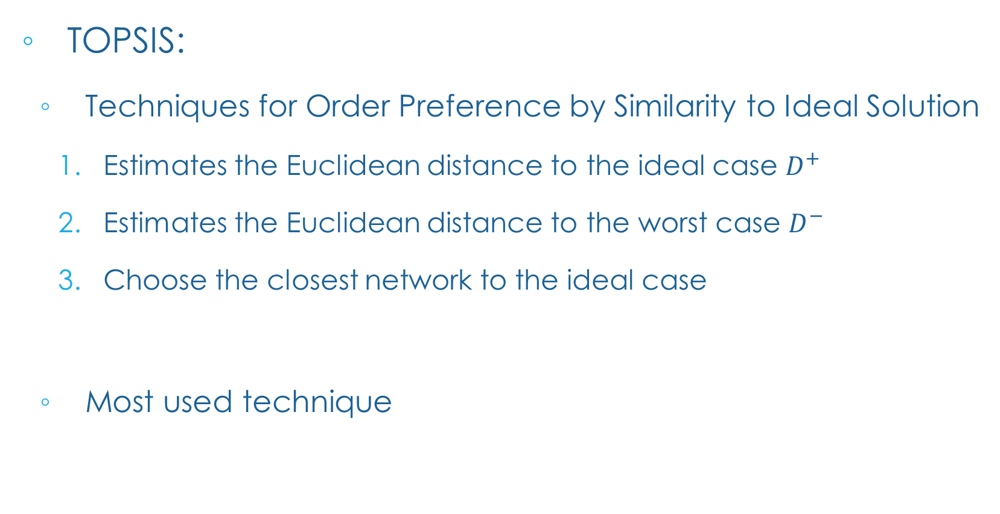 ◦ TOPSIS:
◦ Techniques for Order Preference by Similarity to Ideal Solution
1. Estimates the Euclidean distance to the ideal case D⁺
2. Estimates the Euclidean distance to the worst case D⁻
3. Choose the closest network to the ideal case
◦ Most used technique